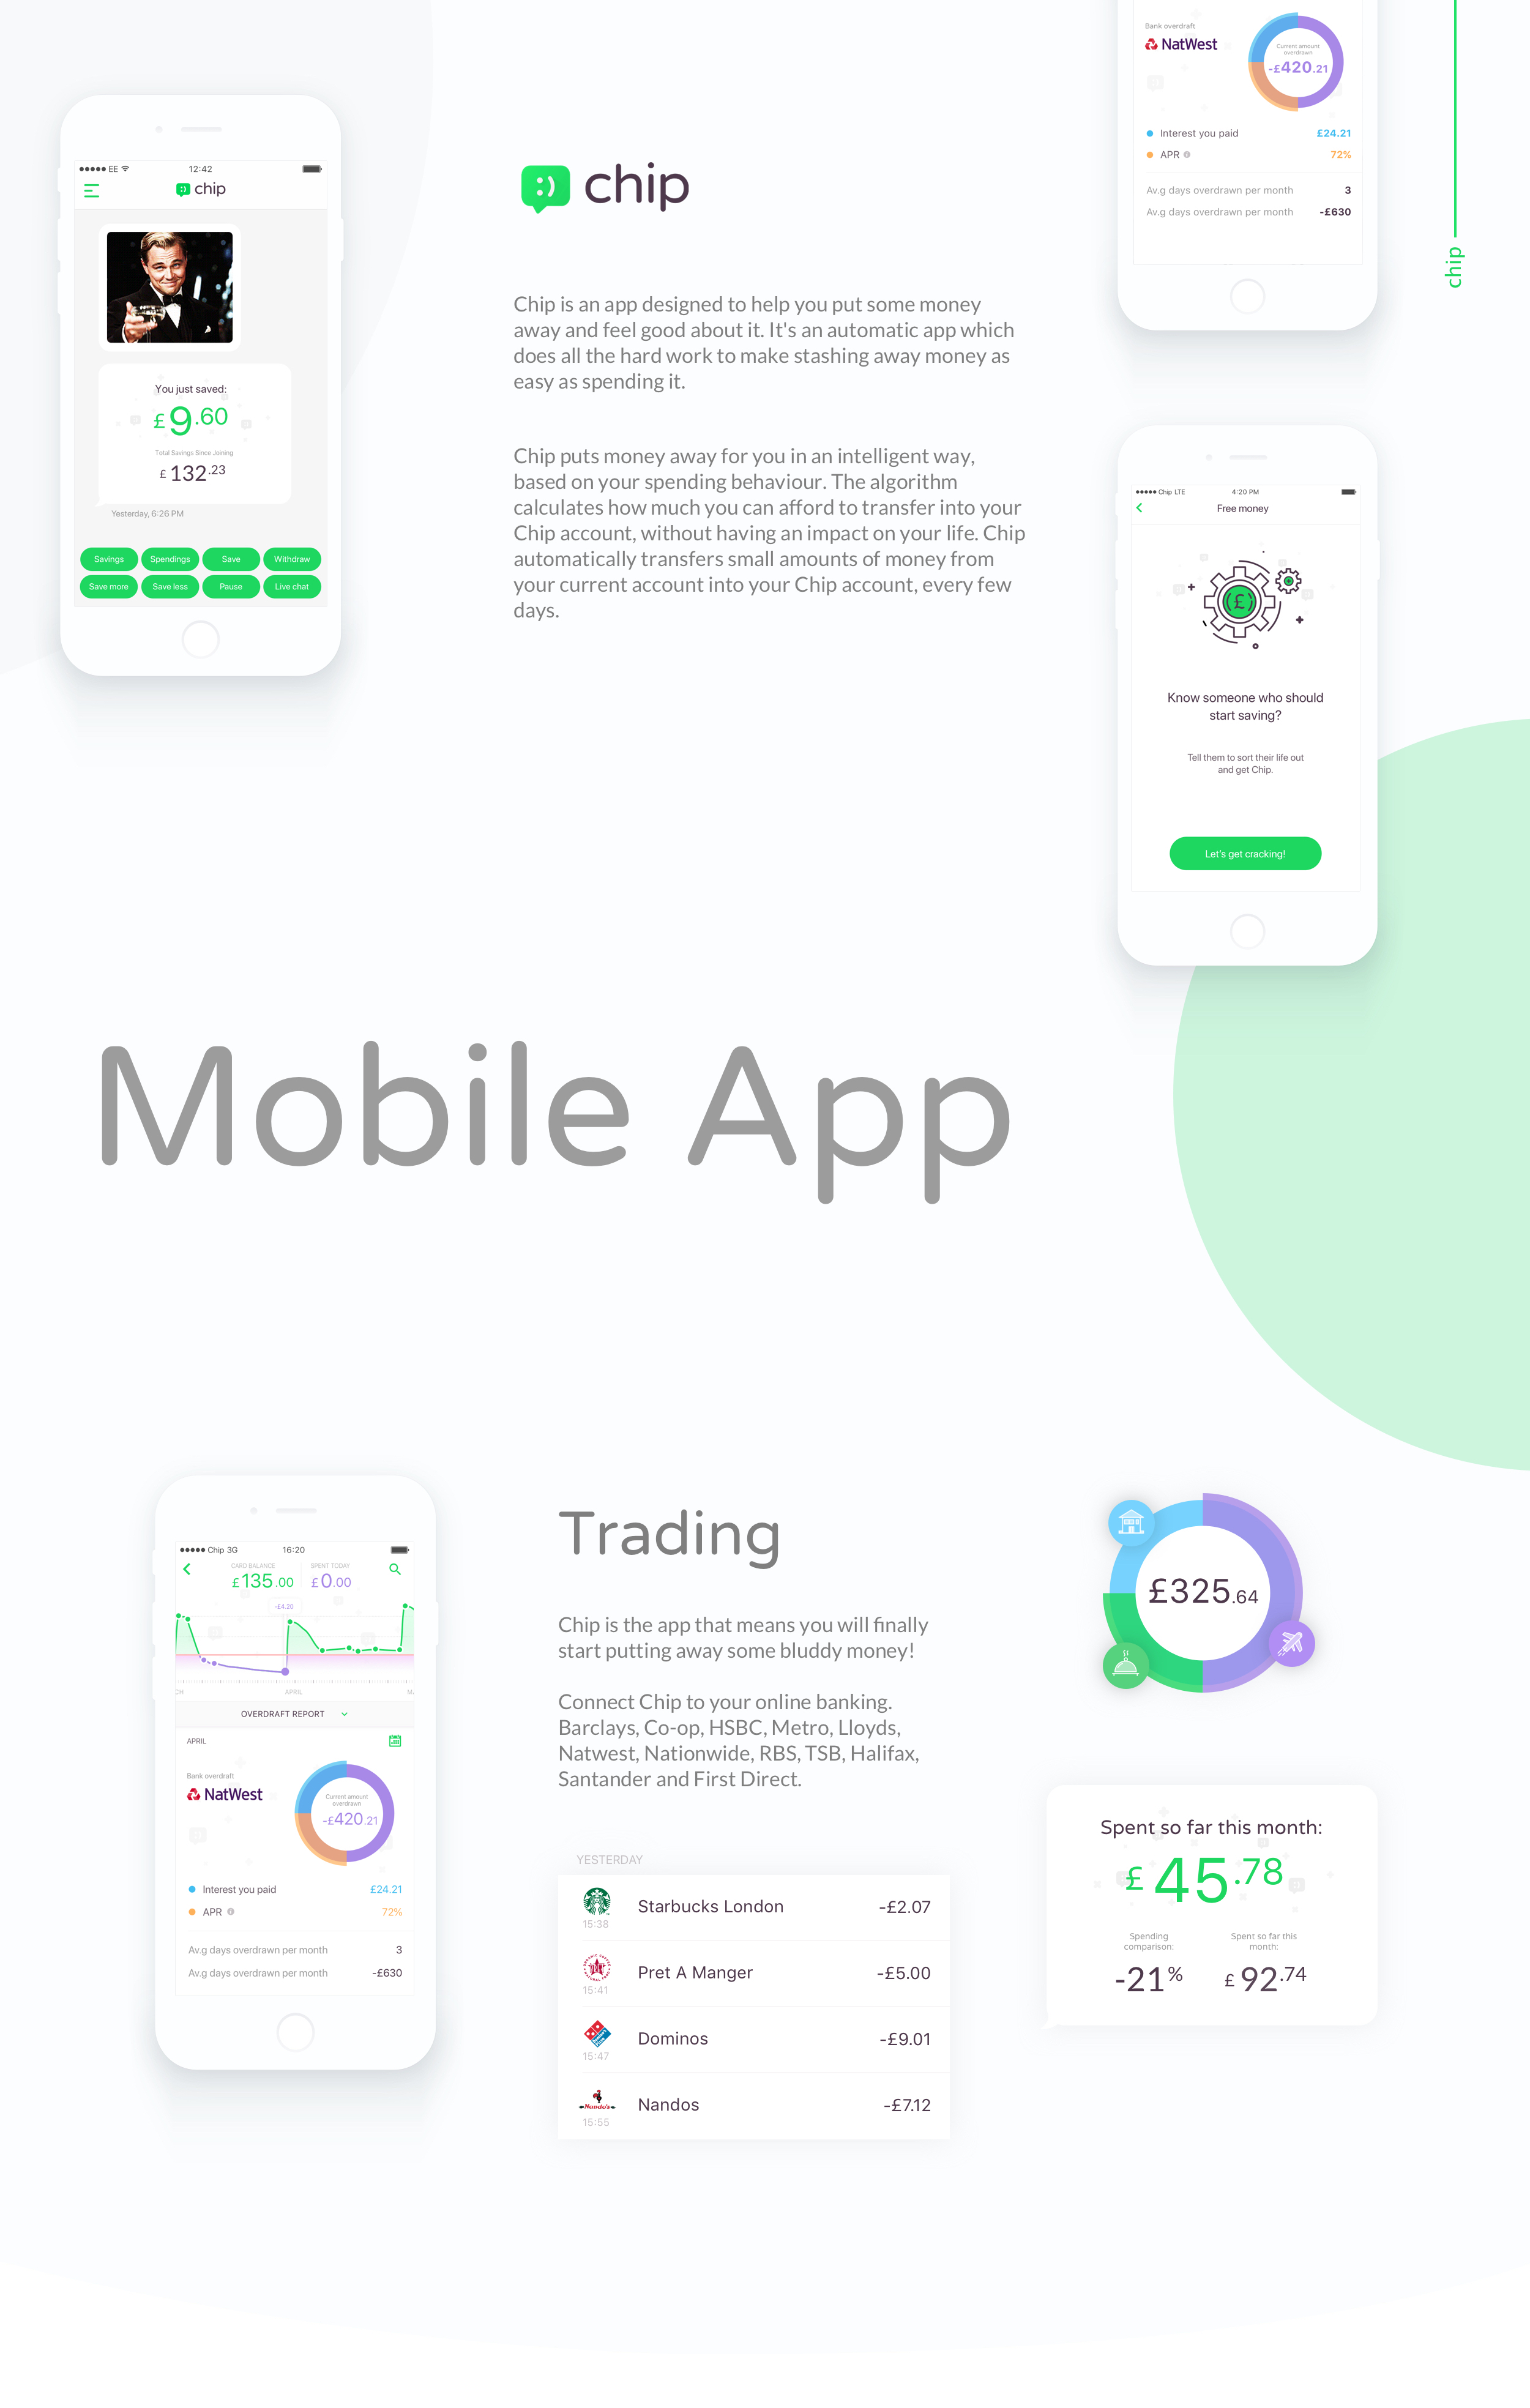 EE
12:42
chip
You just saved:
£9.60
Total Savings Since Joining
£132.23
Yesterday, 6:26 PM
Savings
Spendings
Save
Withdraw
Save more
Save less
Pause
Live chat
chip
Chip is an app designed to help you put some money
away and feel good about it. It's an automatic app which
does all the hard work to make stashing away money as
easy as spending it.
Chip puts money away for you in an intelligent way,
based on your spending behaviour. The algorithm
calculates how much you can afford to transfer into your
Chip account, without having an impact on your life. Chip
automatically transfers small amounts of money from
your current account into your Chip account, every few
days.
Bank overdraft
NatWest
Current amount
overdrawn
-£420.21
Interest you paid £24.21
APR 72%
Av.g days overdrawn per month 3
Av.g days overdrawn per month -£630
chip
Chip LTE
4:20 PM
Free money
£
Know someone who should
start saving?
Tell them to sort their life out
and get Chip.
Let's get cracking!
Mobile App
Chip 3G
16:20
CARD BALANCE
£135.00
SPENT TODAY
£0.00
-£4.20
CH
APRIL
M
OVERDRAFT REPORT
APRIL
Bank overdraft
NatWest
Current amount
overdrawn
-£420.21
Interest you paid £24.21
APR 72%
Av.g days overdrawn per month 3
Av.g days overdrawn per month -£630
Trading
Chip is the app that means you will finally
start putting away some bluddy money!
Connect Chip to your online banking.
Barclays, Co-op, HSBC, Metro, Lloyds,
Natwest, Nationwide, RBS, TSB, Halifax,
Santander and First Direct.
YESTERDAY
Starbucks London -£2.07
15:38
Pret A Manger -£5.00
15:41
Dominos -£9.01
15:47
Nando's
Nandos -£7.12
15:55
£325.64
Spent so far this month:
£45.78
Spending
comparison:
-21%
Spent so far this
month:
£92.74